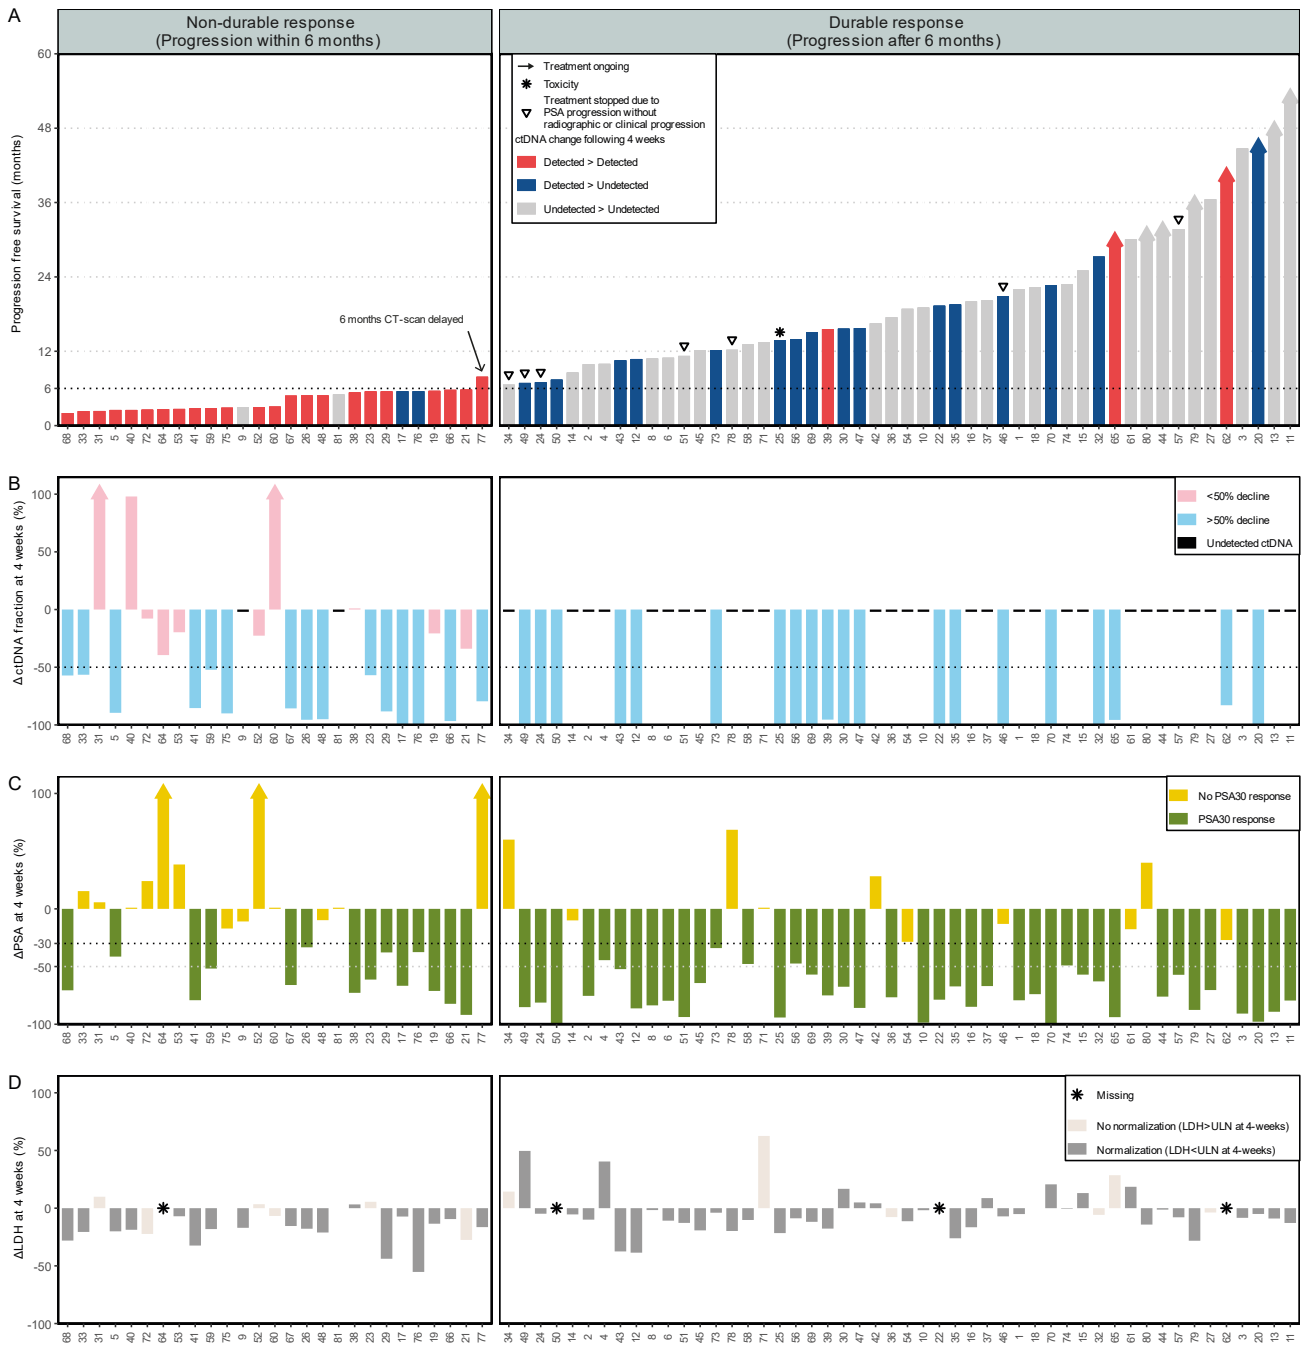 A
Non-durable response
(Progression within 6 months)
Durable response
(Progression after 6 months)
Progression free survival (months)
60
48
36
24
12
6
0
Treatment ongoing
Toxicity
Treatment stopped due to
PSA progression without
radiographic or clinical progression
ctDNA change following 4 weeks
Detected > Detected
Detected > Undetected
Undetected > Undetected
6 months CT-scan delayed
68 33 31 5 40 72 64 53 41 59 75 9 52 60 67 26 48 81 38 23 29 17 76 19 66 21 77
34 49 24 50 14 2 4 43 12 8 6 51 45 73 78 58 71 25 56 69 39 30 47 42 36 54 10 22 35 16 37 46 1 18 70 74 15 32 65 61 80 44 57 79 27 62 3 20 13 11
B
Δ ctDNA fraction at 4 weeks (%)
100
50
0
-50
-100
<50% decline
>50% decline
Undetected ctDNA
68 33 31 5 40 72 64 53 41 59 75 9 52 60 67 26 48 81 38 23 29 17 76 19 66 21 77
34 49 24 50 14 2 4 43 12 8 6 51 45 73 78 58 71 25 56 69 39 30 47 42 36 54 10 22 35 16 37 46 1 18 70 74 15 32 65 61 80 44 57 79 27 62 3 20 13 11
C
ΔPSA at 4 weeks (%)
100
0
-30
-50
-100
No PSA30 response
PSA30 response
68 33 31 5 40 72 64 53 41 59 75 9 52 60 67 26 48 81 38 23 29 17 76 19 66 21 77
34 49 24 50 14 2 4 43 12 8 6 51 45 73 78 58 71 25 56 69 39 30 47 42 36 54 10 22 35 16 37 46 1 18 70 74 15 32 65 61 80 44 57 79 27 62 3 20 13 11
D
ΔLDH at 4 weeks (%)
100
50
0
-50
-100
Missing
No normalization (LDH>ULN at 4-weeks)
Normalization (LDH<ULN at 4-weeks)
68 33 31 5 40 72 64 53 41 59 75 9 52 60 67 26 48 81 38 23 29 17 76 19 66 21 77
34 49 24 50 14 2 4 43 12 8 6 51 45 73 78 58 71 25 56 69 39 30 47 42 36 54 10 22 35 16 37 46 1 18 70 74 15 32 65 61 80 44 57 79 27 62 3 20 13 11